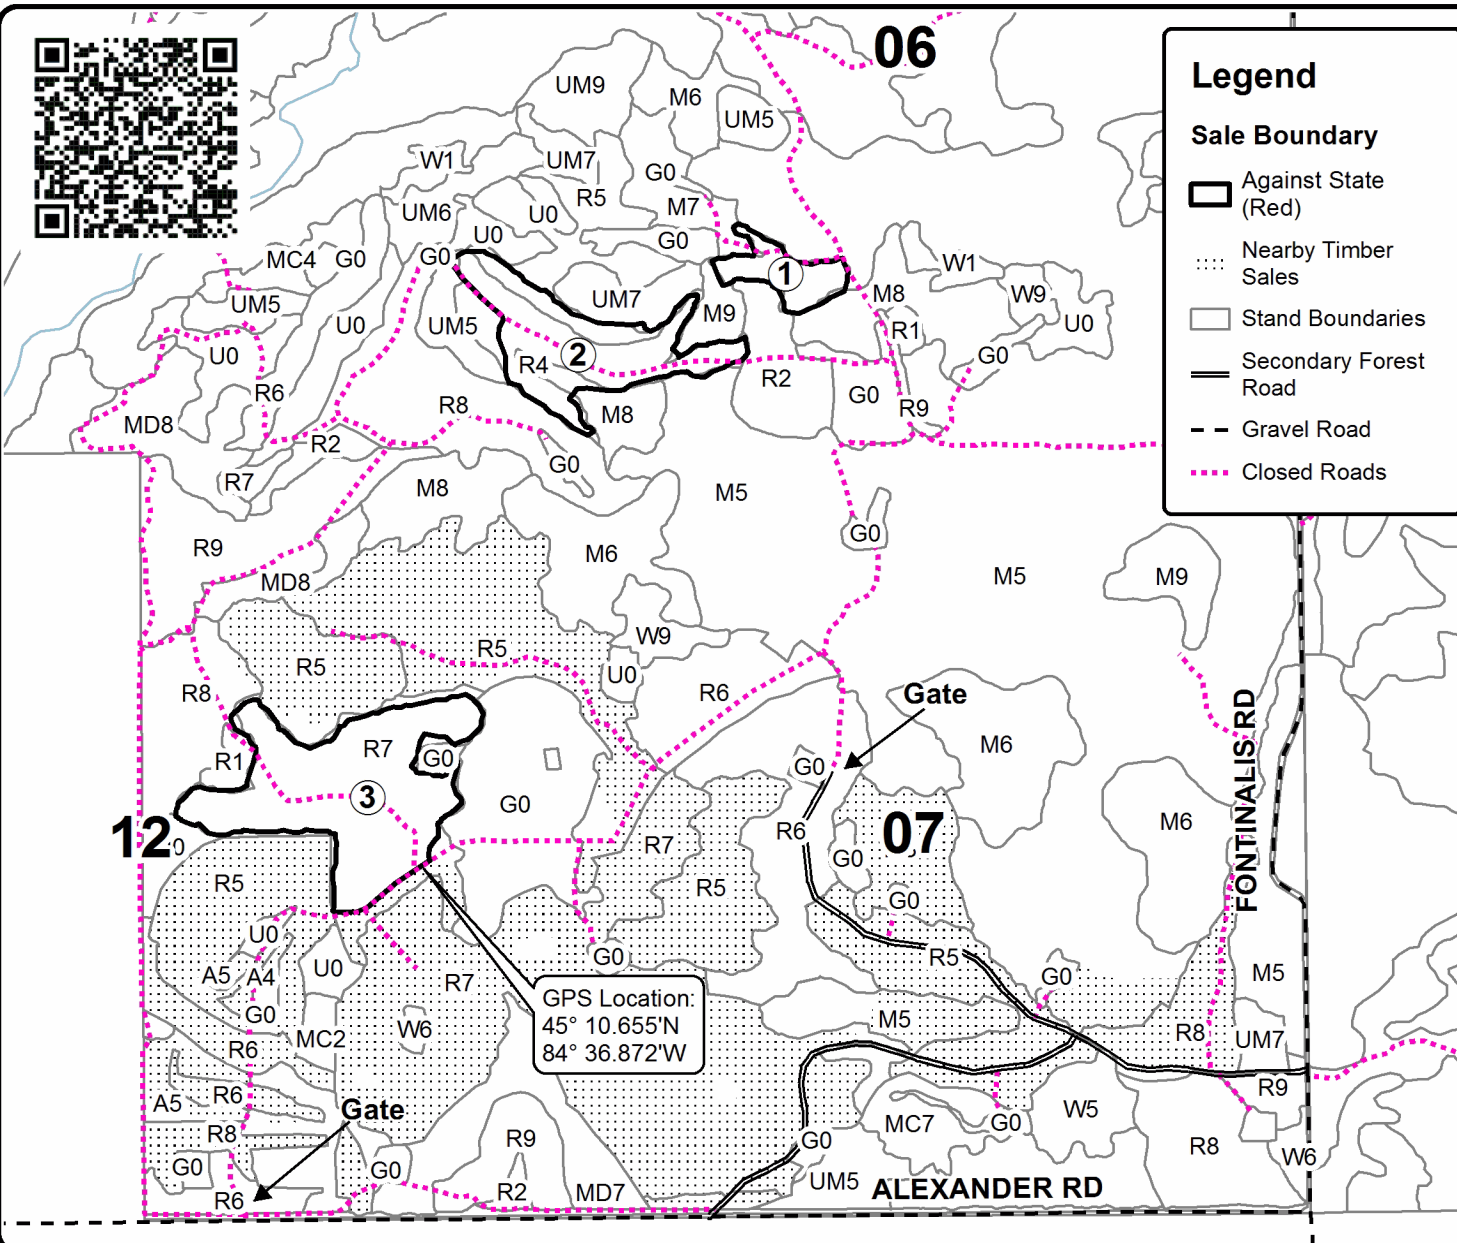 06
Legend
Sale Boundary
Against State
(Red)
Nearby Timber
Sales
Stand Boundaries
Secondary Forest
Road
Gravel Road
Closed Roads
UM9
M6
UM5
W1
UM7
G0
R5
UM6
U0
M7
U0
G0
G0
MC4
G0
1
W1
UM5
UM7
M9
M8
W9
U0
U0
UM5
R1
U0
R4
2
G0
R6
R2
G0
R9
MD8
R8
M8
R2
G0
R7
M8
M5
G0
R9
M6
MD8
M5
M9
W9
R5
R5
U0
R8
R6
Gate
FONTINALIS RD
R7
M6
R1
G0
G0
3
G0
M6
12
0
R6
07
R7
G0
R5
R5
G0
U0
G0
R5
A5
A4
U0
R7
G0
M5
GPS Location:
45° 10.655'N
84° 36.872'W
G0
MC2
W6
M5
R8
UM7
R6
R9
A5
R6
Gate
MC7
G0
W5
R8
R9
G0
R8
W6
G0
G0
R6
R2
MD7
UM5
ALEXANDER RD